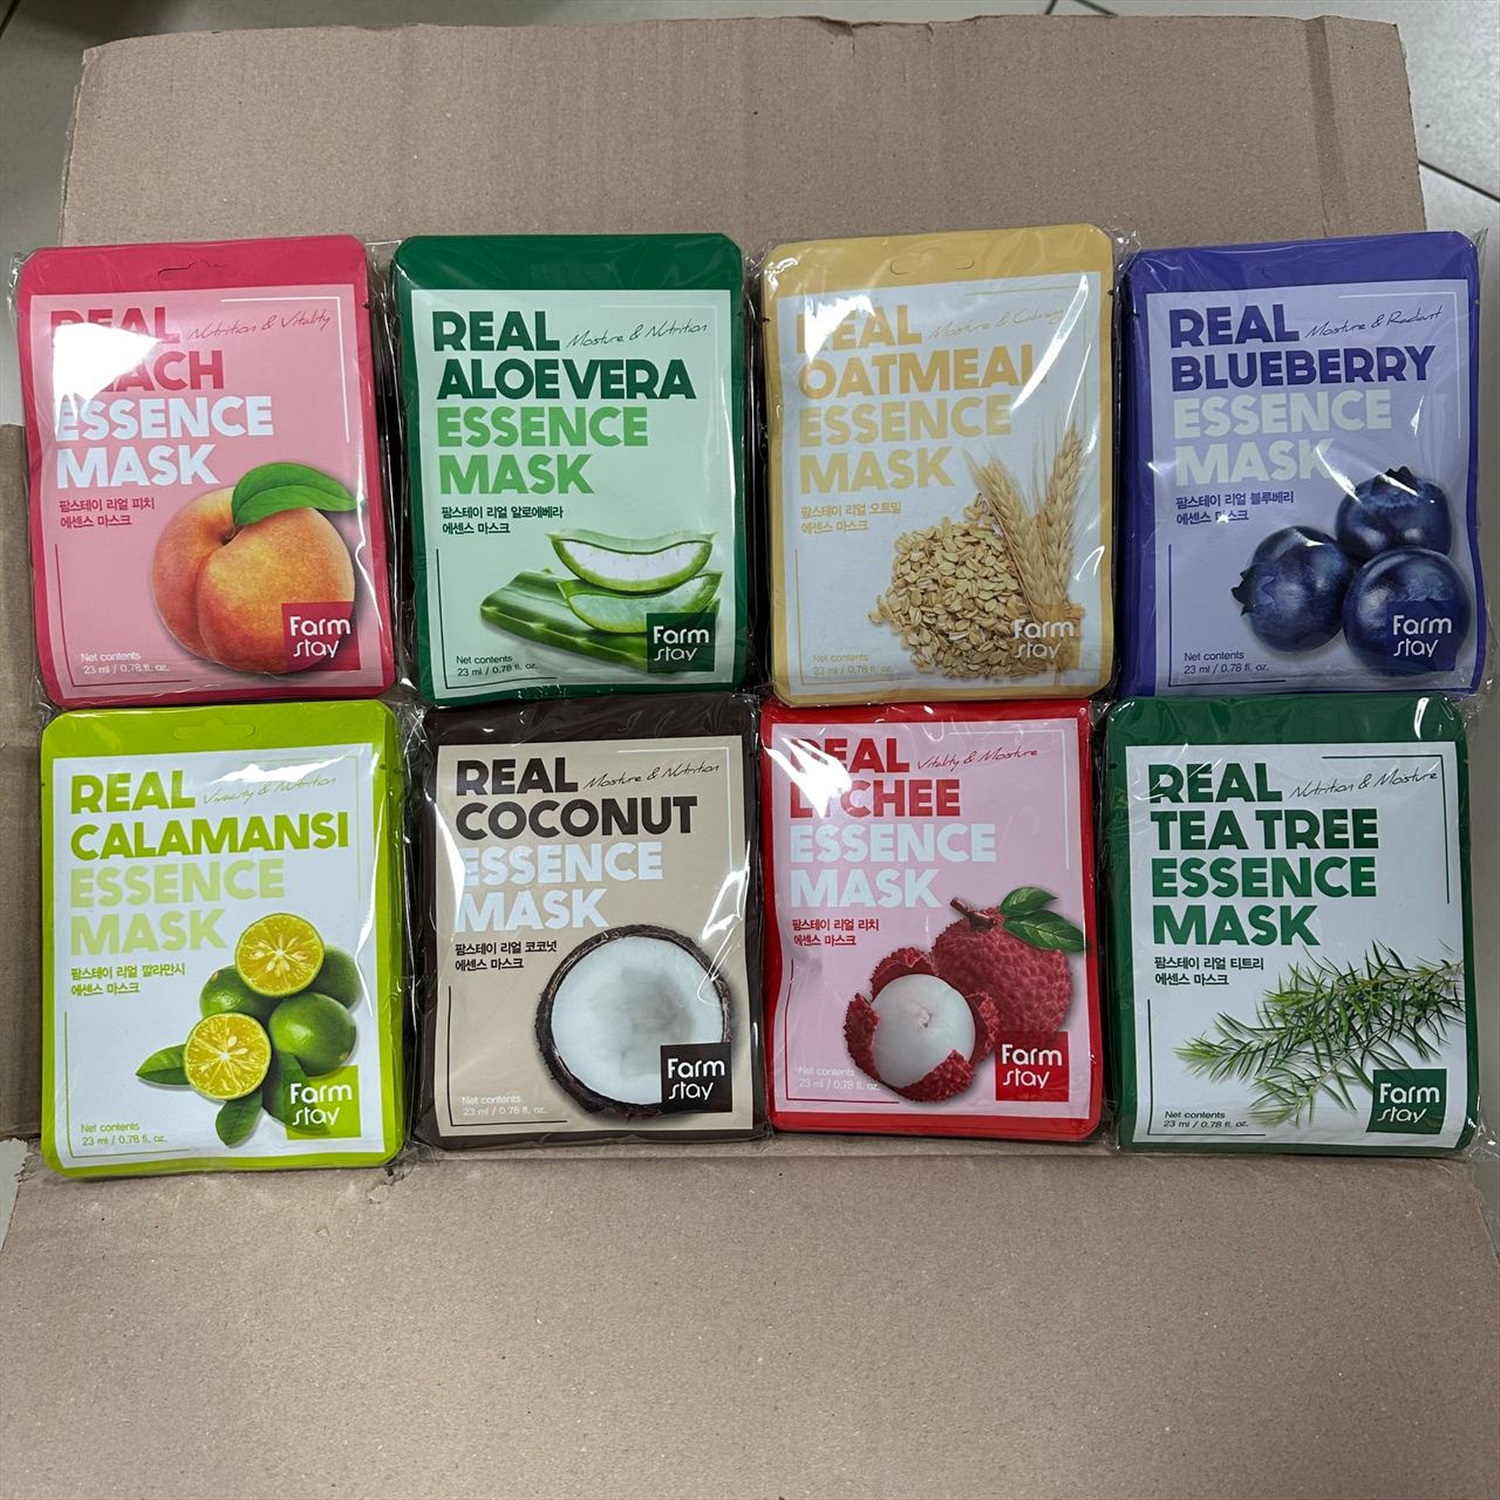 REAL
Nutrition & Vitality
PEACH
ESSENCE
MASK
팜스테이 리얼 피치
에센스 마스크
Net contents
23 ml / 0.78 fl. oz.
Farm
stay
REAL
Moisture & Nutrition
ALOEVERA
ESSENCE
MASK
팜스테이 리얼 알로에베라
에센스 마스크
Net contents
23 ml / 0.78 fl. oz.
Farm
stay
REAL
Moisture & Calming
OATMEAL
ESSENCE
MASK
팜스테이 리얼 오트밀
에센스 마스크
Net contents
23 ml / 0.78 fl. oz.
Farm
stay
REAL
Moisture & Radiant
BLUEBERRY
ESSENCE
MASK
팜스테이 리얼 블루베리
에센스 마스크
Net contents
23 ml / 0.78 fl. oz.
Farm
stay
REAL
Vivacity & Nutrition
CALAMANSI
ESSENCE
MASK
팜스테이 리얼 깔라만시
에센스 마스크
Net contents
23 ml / 0.78 fl. oz.
Farm
stay
REAL
Moisture & Nutrition
COCONUT
ESSENCE
MASK
팜스테이 리얼 코코넛
에센스 마스크
Net contents
23 ml / 0.78 fl. oz.
Farm
stay
REAL
Vitality & Moisture
LYCHEE
ESSENCE
MASK
팜스테이 리얼 리치
에센스 마스크
Net contents
23 ml / 0.78 fl. oz.
Farm
stay
REAL
Nutrition & Moisture
TEA TREE
ESSENCE
MASK
팜스테이 리얼 티트리
에센스 마스크
Net contents
23 ml / 0.78 fl. oz.
Farm
stay